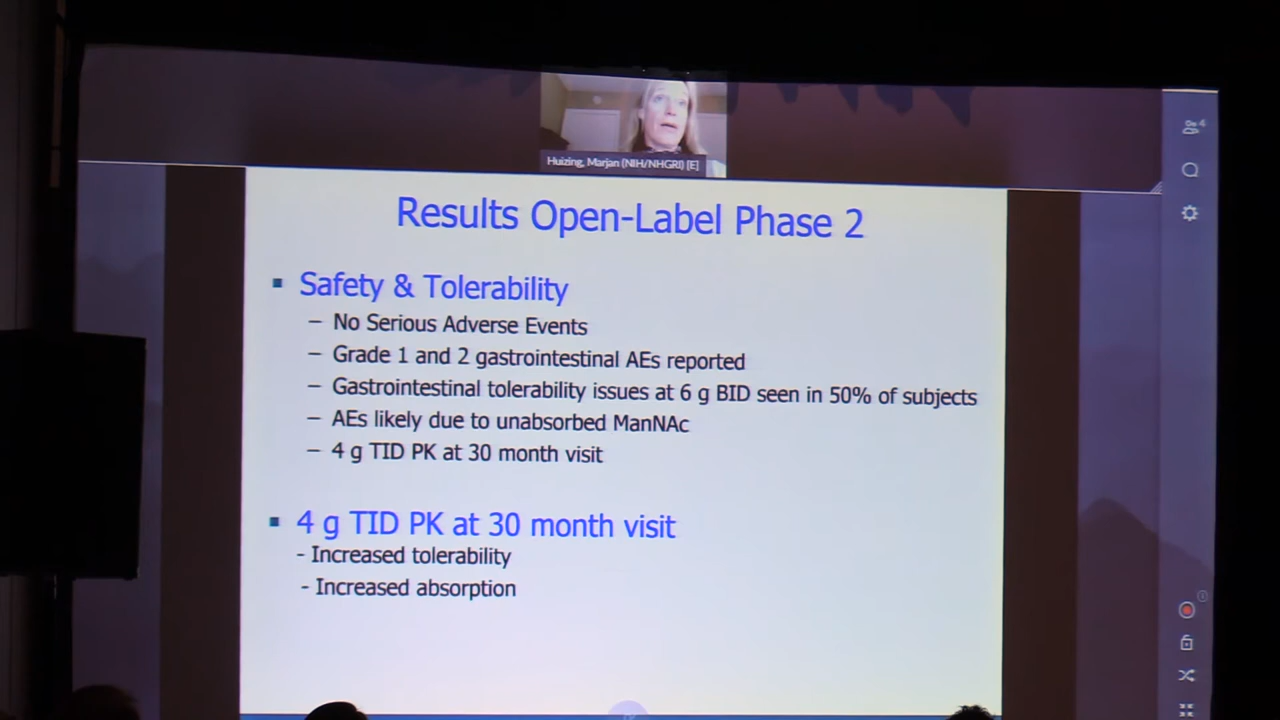 Huizing, Marjan (NIH/NHGRI) [E]
4
Results Open-Label Phase 2
▪ Safety & Tolerability
– No Serious Adverse Events
– Grade 1 and 2 gastrointestinal AEs reported
– Gastrointestinal tolerability issues at 6 g BID seen in 50% of subjects
– AEs likely due to unabsorbed ManNAc
– 4 g TID PK at 30 month visit
▪ 4 g TID PK at 30 month visit
- Increased tolerability
- Increased absorption